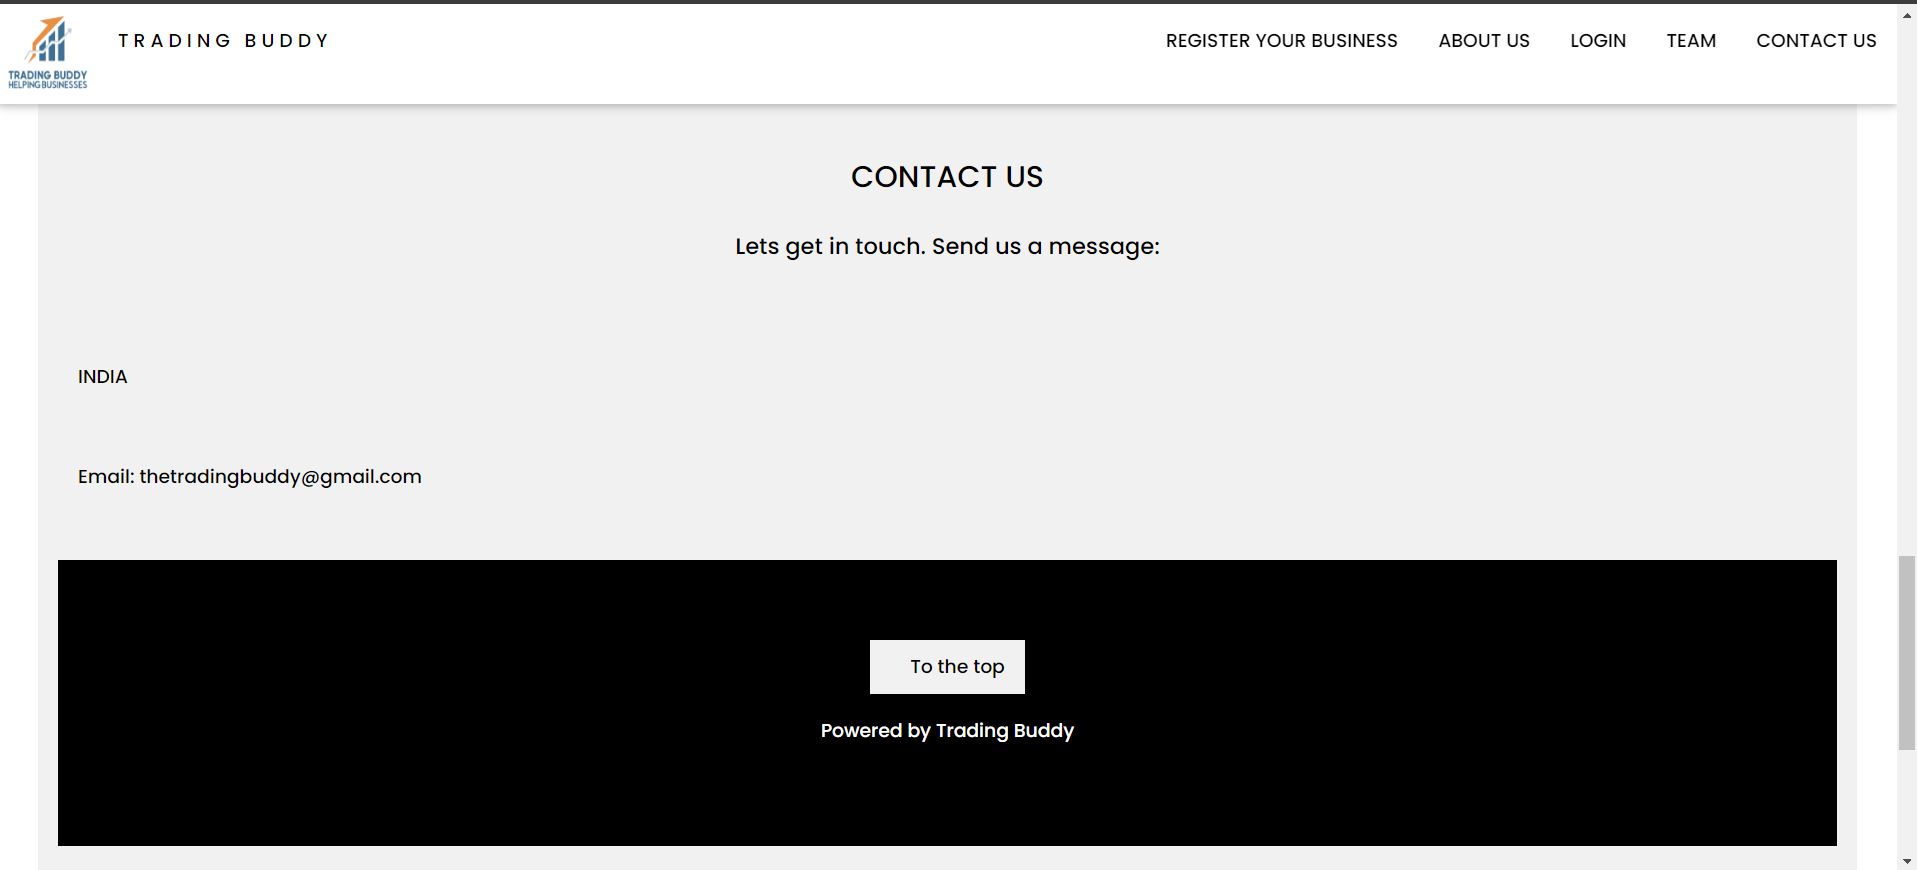 TRADING BUDDY
HELPING BUSINESSES
TRADING BUDDY
REGISTER YOUR BUSINESS
ABOUT US
LOGIN
TEAM
CONTACT US
CONTACT US
Lets get in touch. Send us a message:
INDIA
Email: thetradingbuddy@gmail.com
To the top
Powered by Trading Buddy